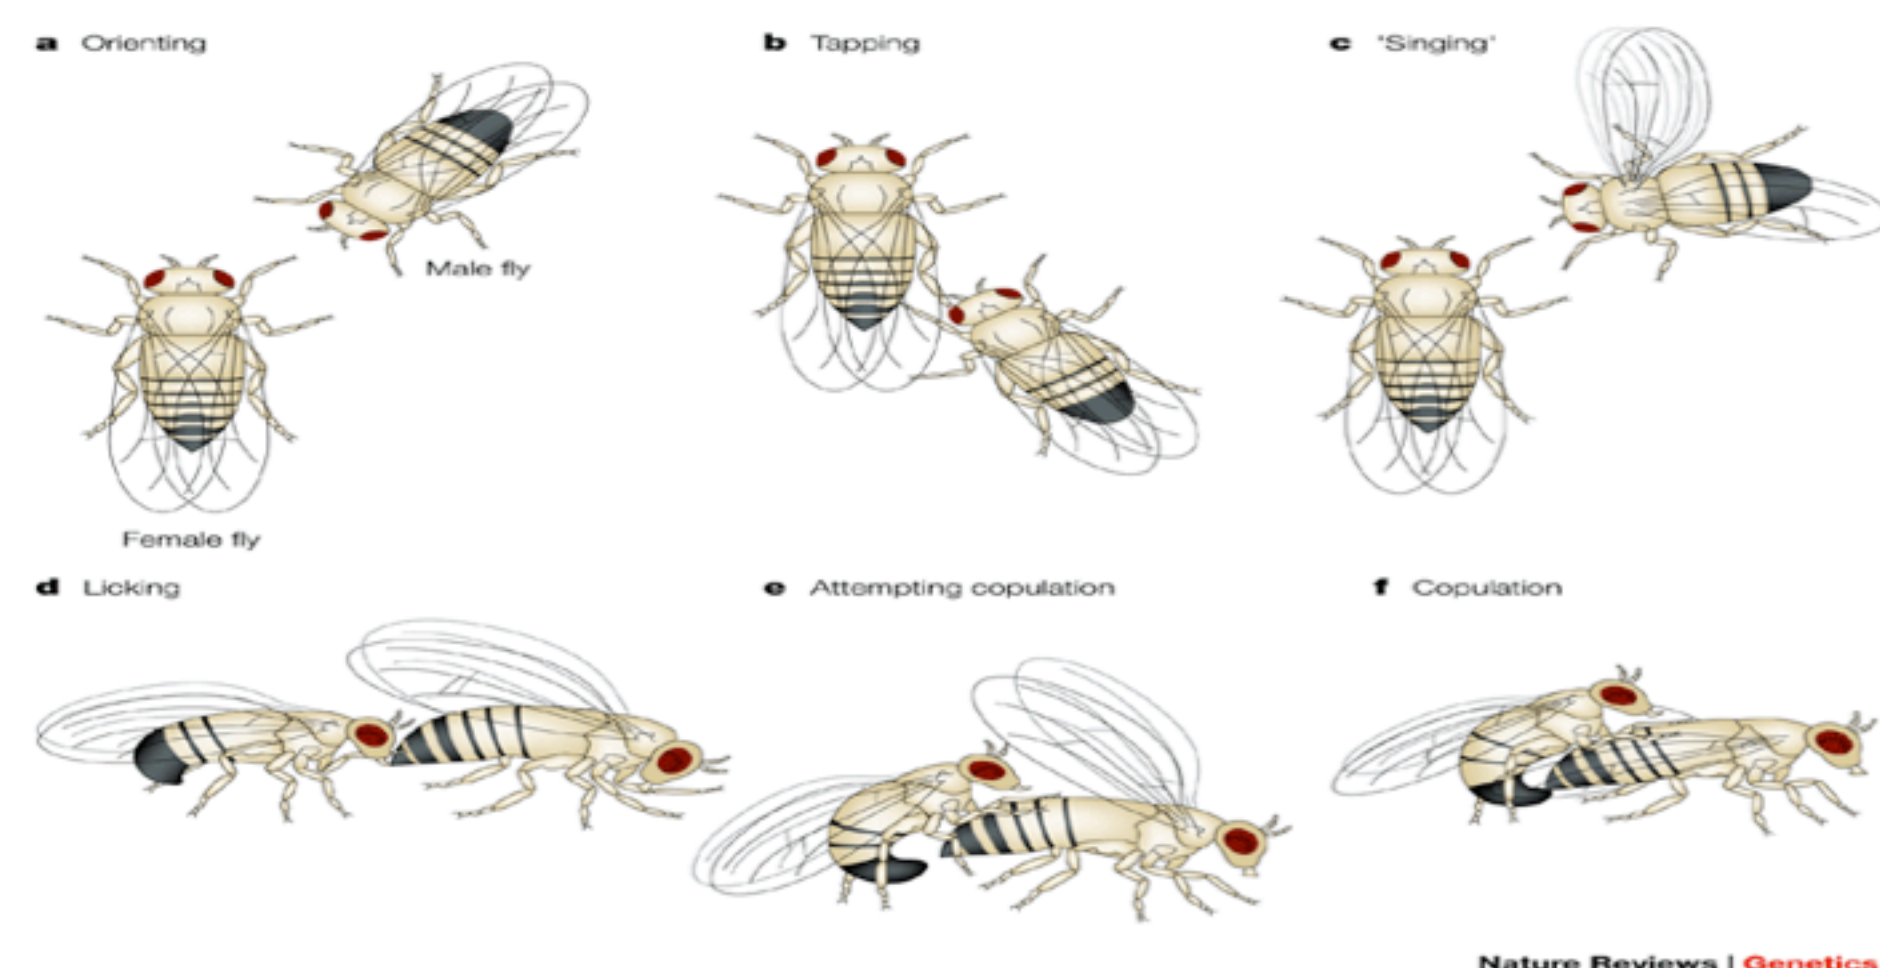 a Orienting
b Tapping
c 'Singing'
Male fly
Female fly
d Licking
e Attempting copulation
f Copulation
Nature Reviews | Genetics